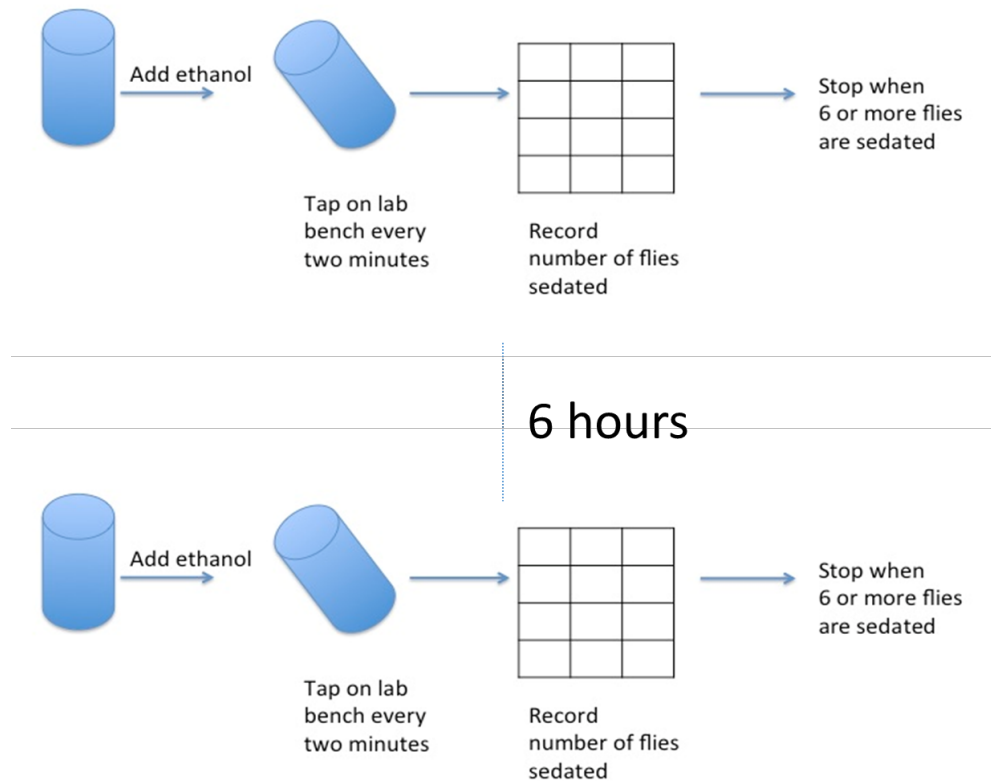 Add ethanol
Tap on lab
bench every
two minutes
Record
number of flies
sedated
Stop when
6 or more flies
are sedated
6 hours
Add ethanol
Tap on lab
bench every
two minutes
Record
number of flies
sedated
Stop when
6 or more flies
are sedated